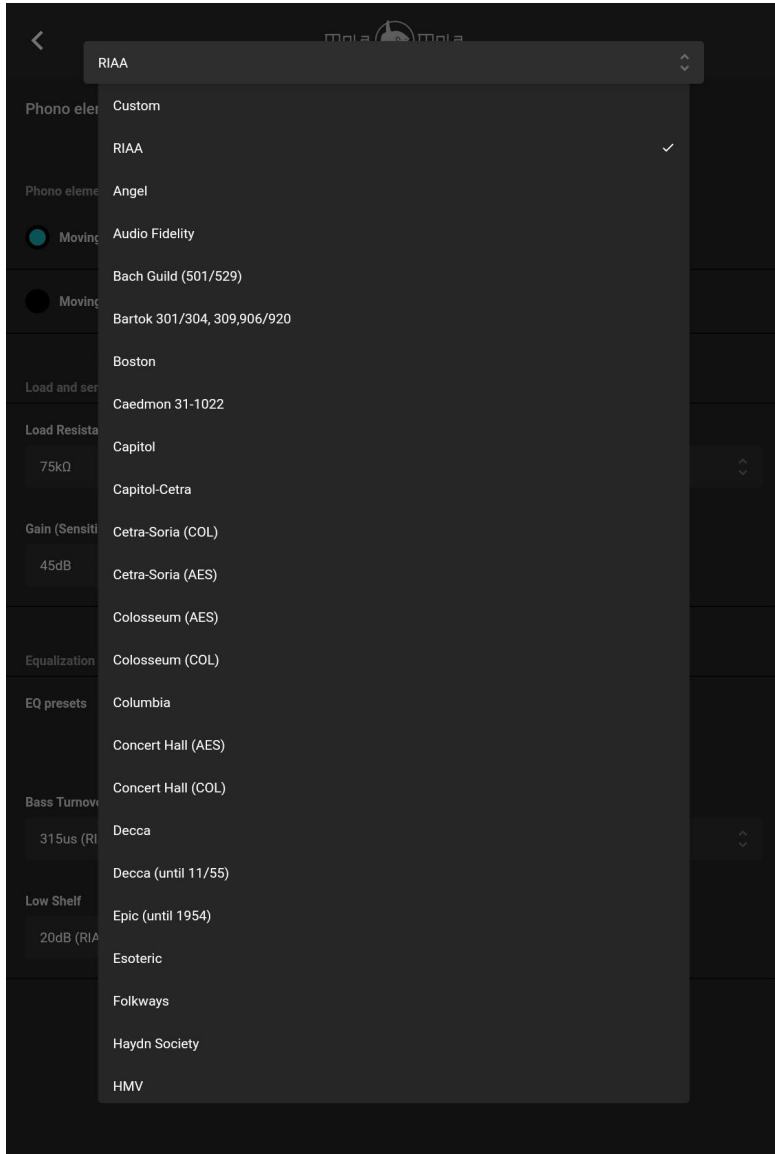 mola mola
RIAA
Phono eler
Custom
RIAA
Phono eleme
Angel
Moving
Audio Fidelity
Bach Guild (501/529)
Moving
Bartok 301/304, 309,906/920
Boston
Load and ser
Caedmon 31-1022
Load Resista
Capitol
75kΩ
Capitol-Cetra
Gain (Sensiti
Cetra-Soria (COL)
45dB
Cetra-Soria (AES)
Colosseum (AES)
Equalization
Colosseum (COL)
EQ presets
Columbia
Concert Hall (AES)
Concert Hall (COL)
Bass Turnove
Decca
315us (RI
Decca (until 11/55)
Low Shelf
Epic (until 1954)
20dB (RIA
Esoteric
Folkways
Haydn Society
HMV